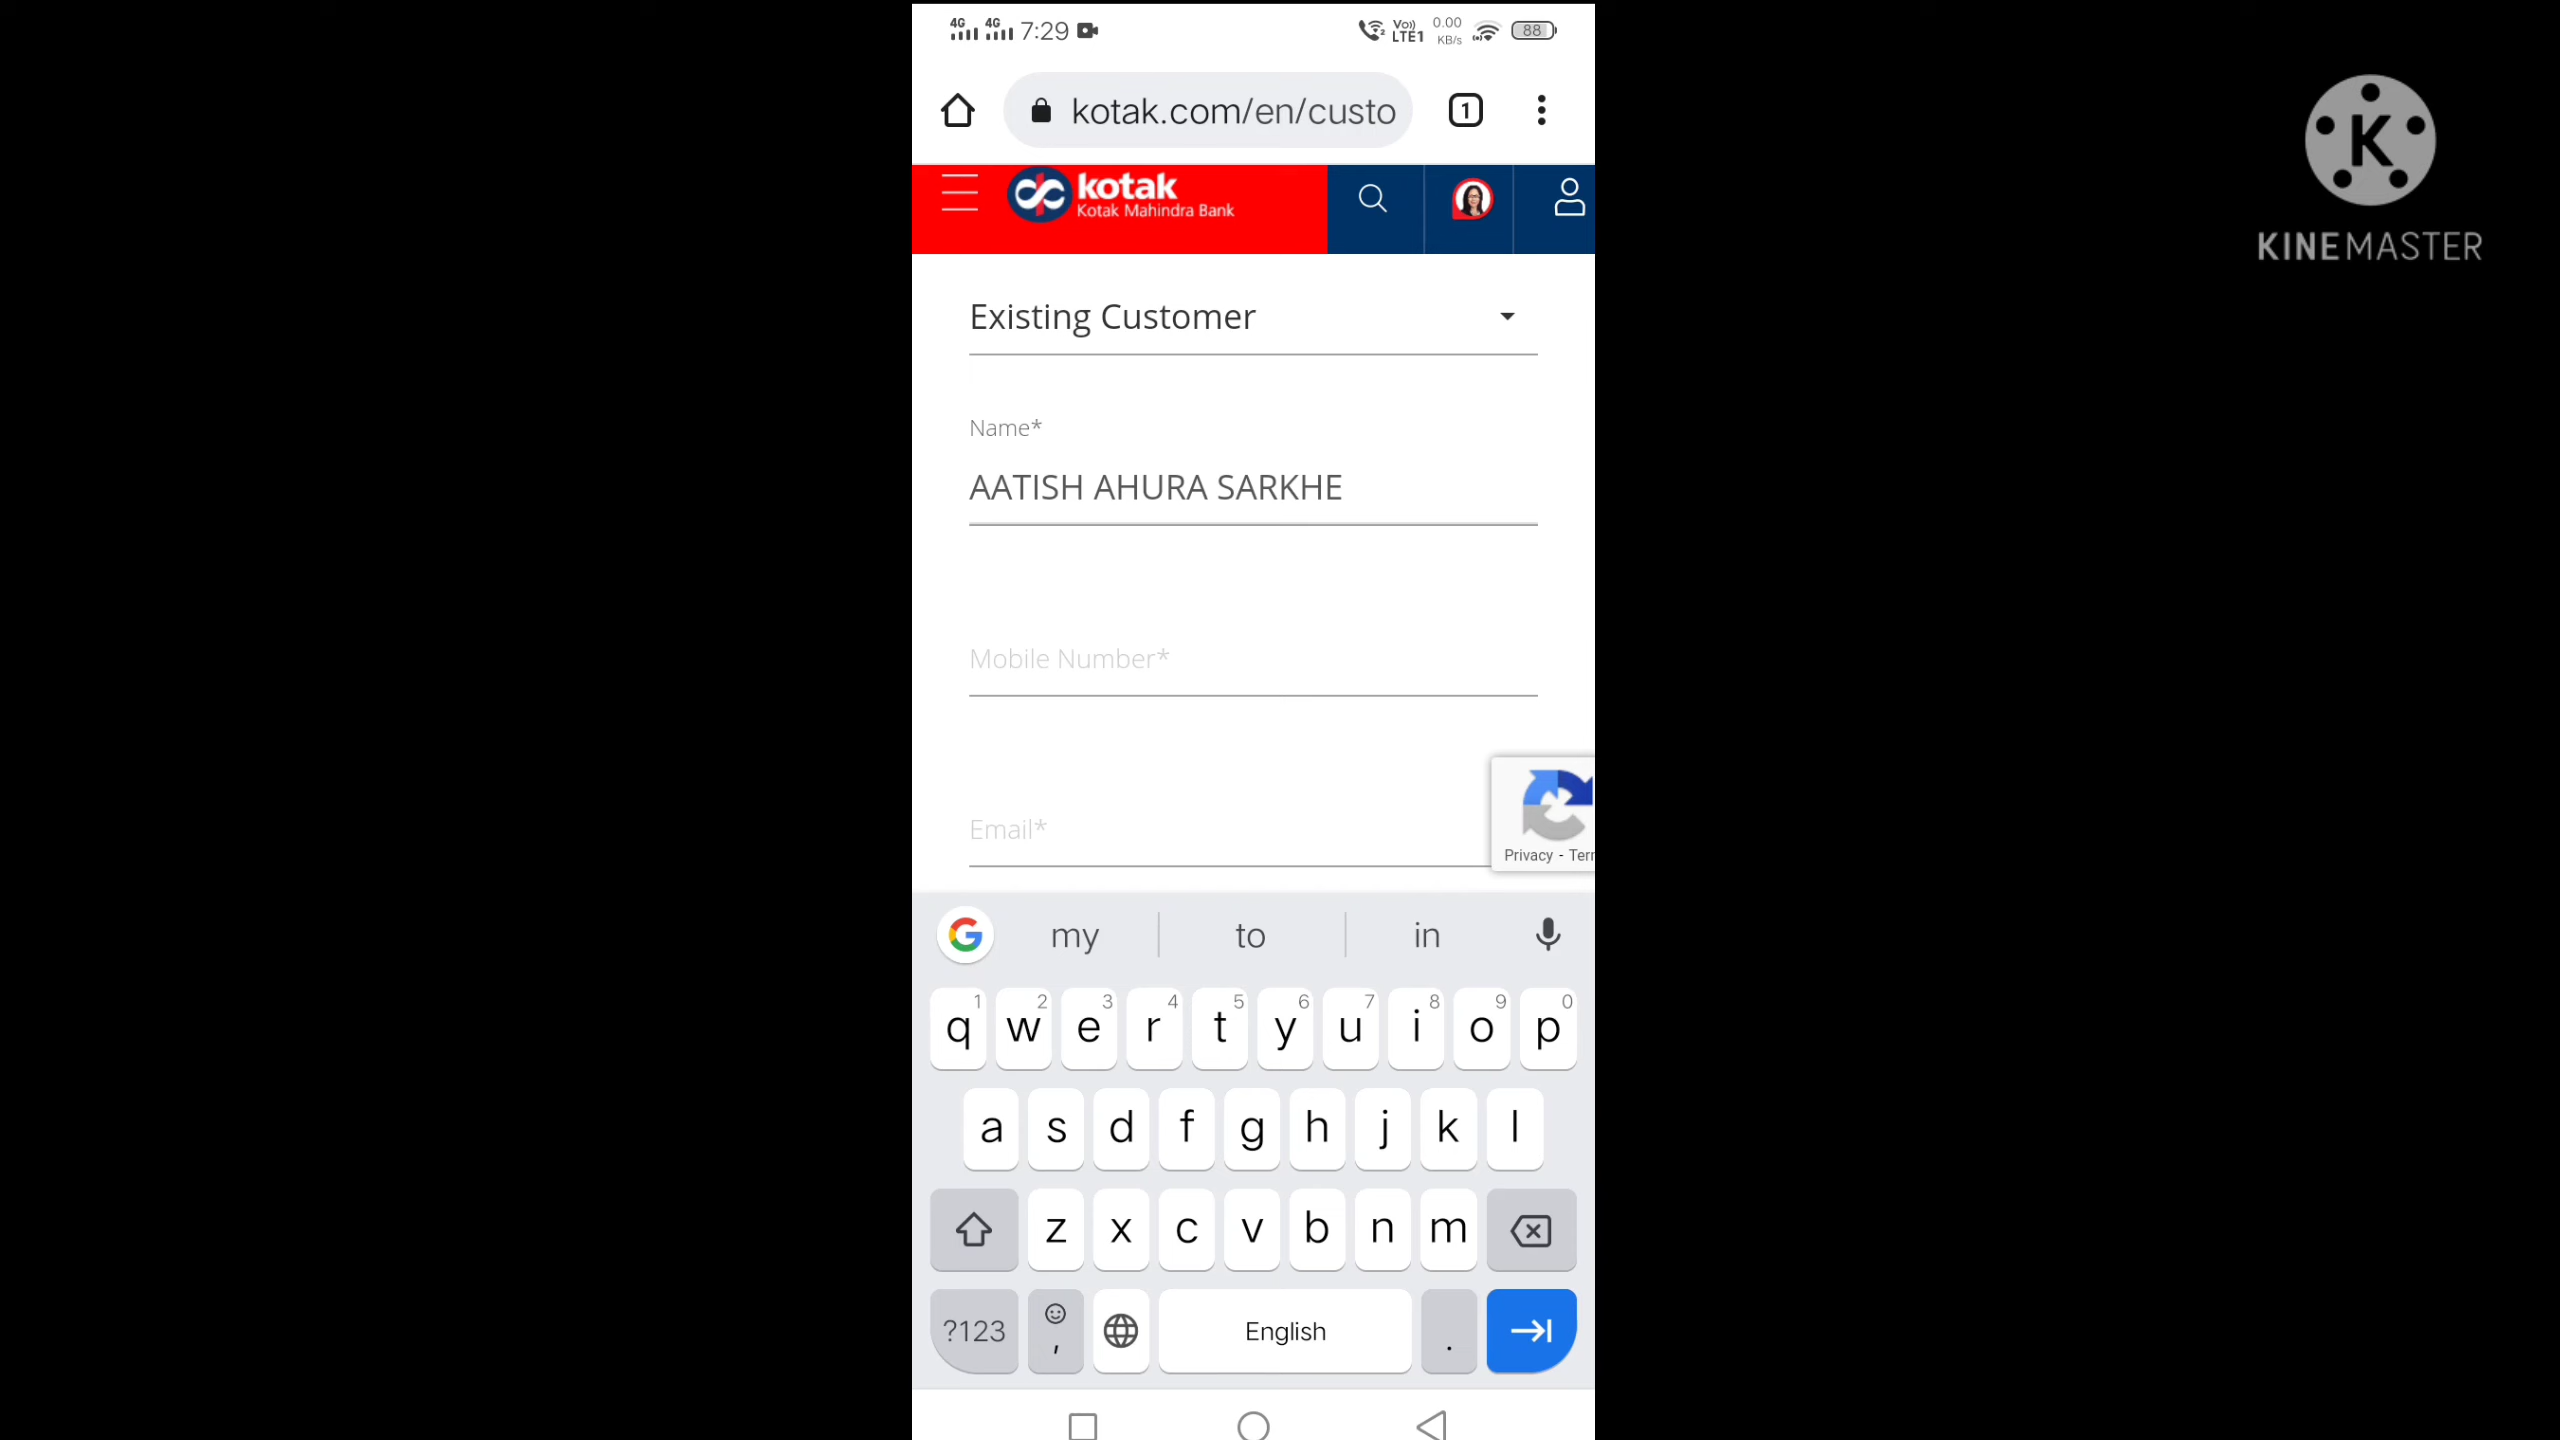 4G 4G 7:29 Vo)) LTE1 0.00 KB/s 88
kotak.com/en/custo 1
kotak
Kotak Mahindra Bank
K
KINEMASTER
Existing Customer
Name*
AATISH AHURA SARKHE
Mobile Number*
Email*
Privacy - Terr
G my to in
1 2 3 4 5 6 7 8 9 0
q w e r t y u i o p
a s d f g h j k l
z x c v b n m
?123 , English .